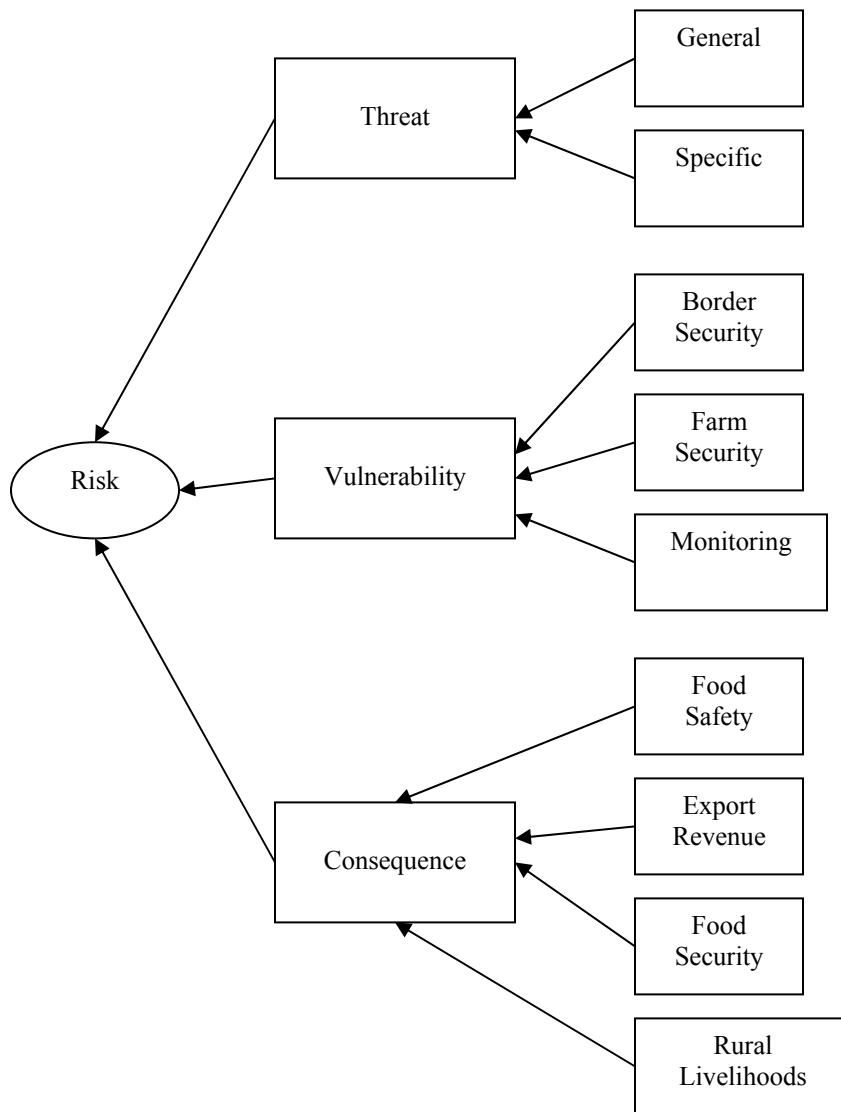 General
Threat
Specific
Border
Security
Farm
Security
Risk
Vulnerability
Monitoring
Food
Safety
Export
Revenue
Consequence
Food
Security
Rural
Livelihoods